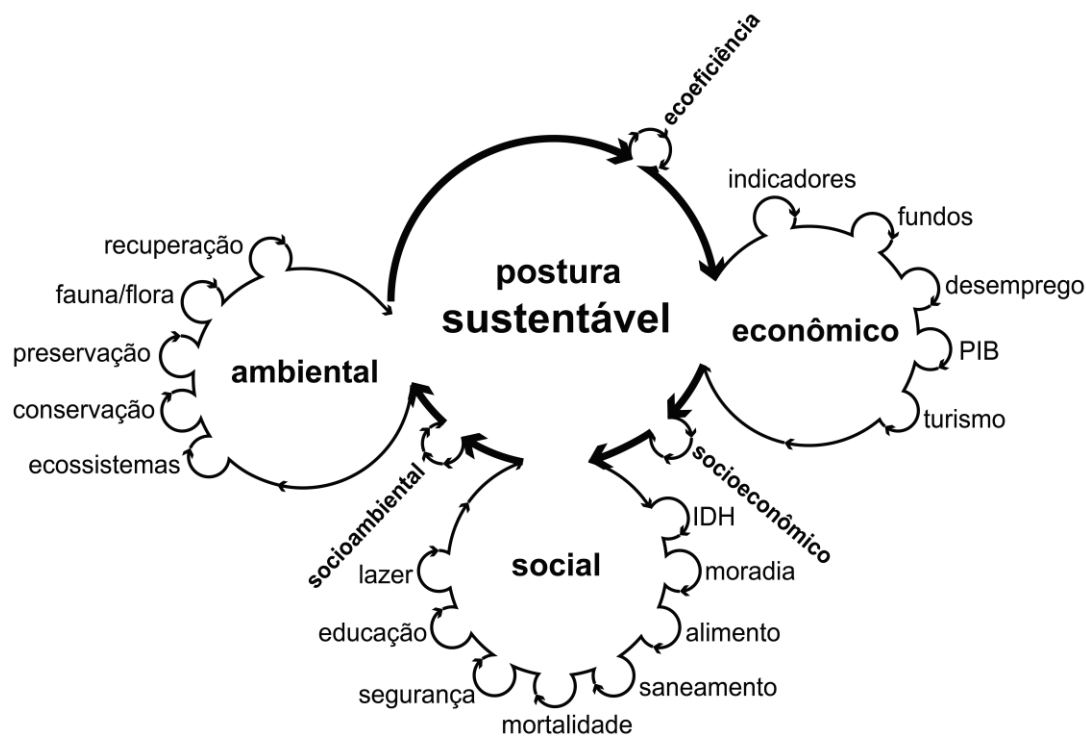 ecoeficiência
indicadores
fundos
recuperação
fauna/flora
postura
sustentável
desemprego
econômico
preservação
ambiental
PIB
conservação
turismo
ecossistemas
socioambiental
socioeconômico
IDH
social
lazer
moradia
educação
alimento
segurança
saneamento
mortalidade